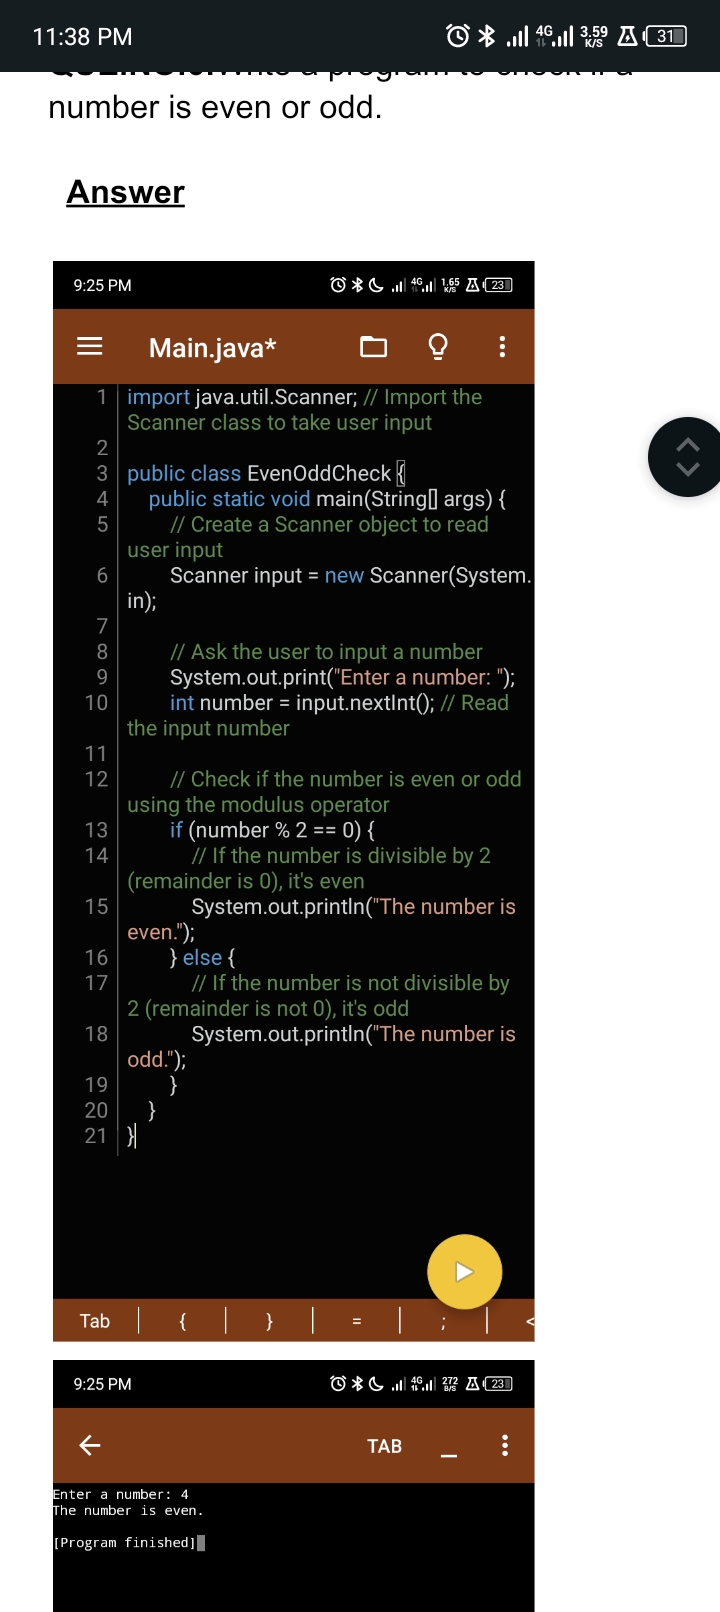 11:38 PM 4G 3.59 K/S 31
number is even or odd.
Answer
9:25 PM 4G 1.65 K/S 23
Main.java*
1 import java.util.Scanner; // Import the
Scanner class to take user input
2
3 public class EvenOddCheck {
4 public static void main(String[] args) {
5 // Create a Scanner object to read
user input
6 Scanner input = new Scanner(System.
in);
7
8 // Ask the user to input a number
9 System.out.print("Enter a number: ");
10 int number = input.nextInt(); // Read
the input number
11
12 // Check if the number is even or odd
using the modulus operator
13 if (number % 2 == 0) {
14 // If the number is divisible by 2
(remainder is 0), it's even
15 System.out.println("The number is
even.");
16 } else {
17 // If the number is not divisible by
2 (remainder is not 0), it's odd
18 System.out.println("The number is
odd.");
19 }
20 }
21 }
Tab { } = ; <
9:25 PM 4G 272 B/S 23
TAB _
Enter a number: 4
The number is even.
[Program finished]